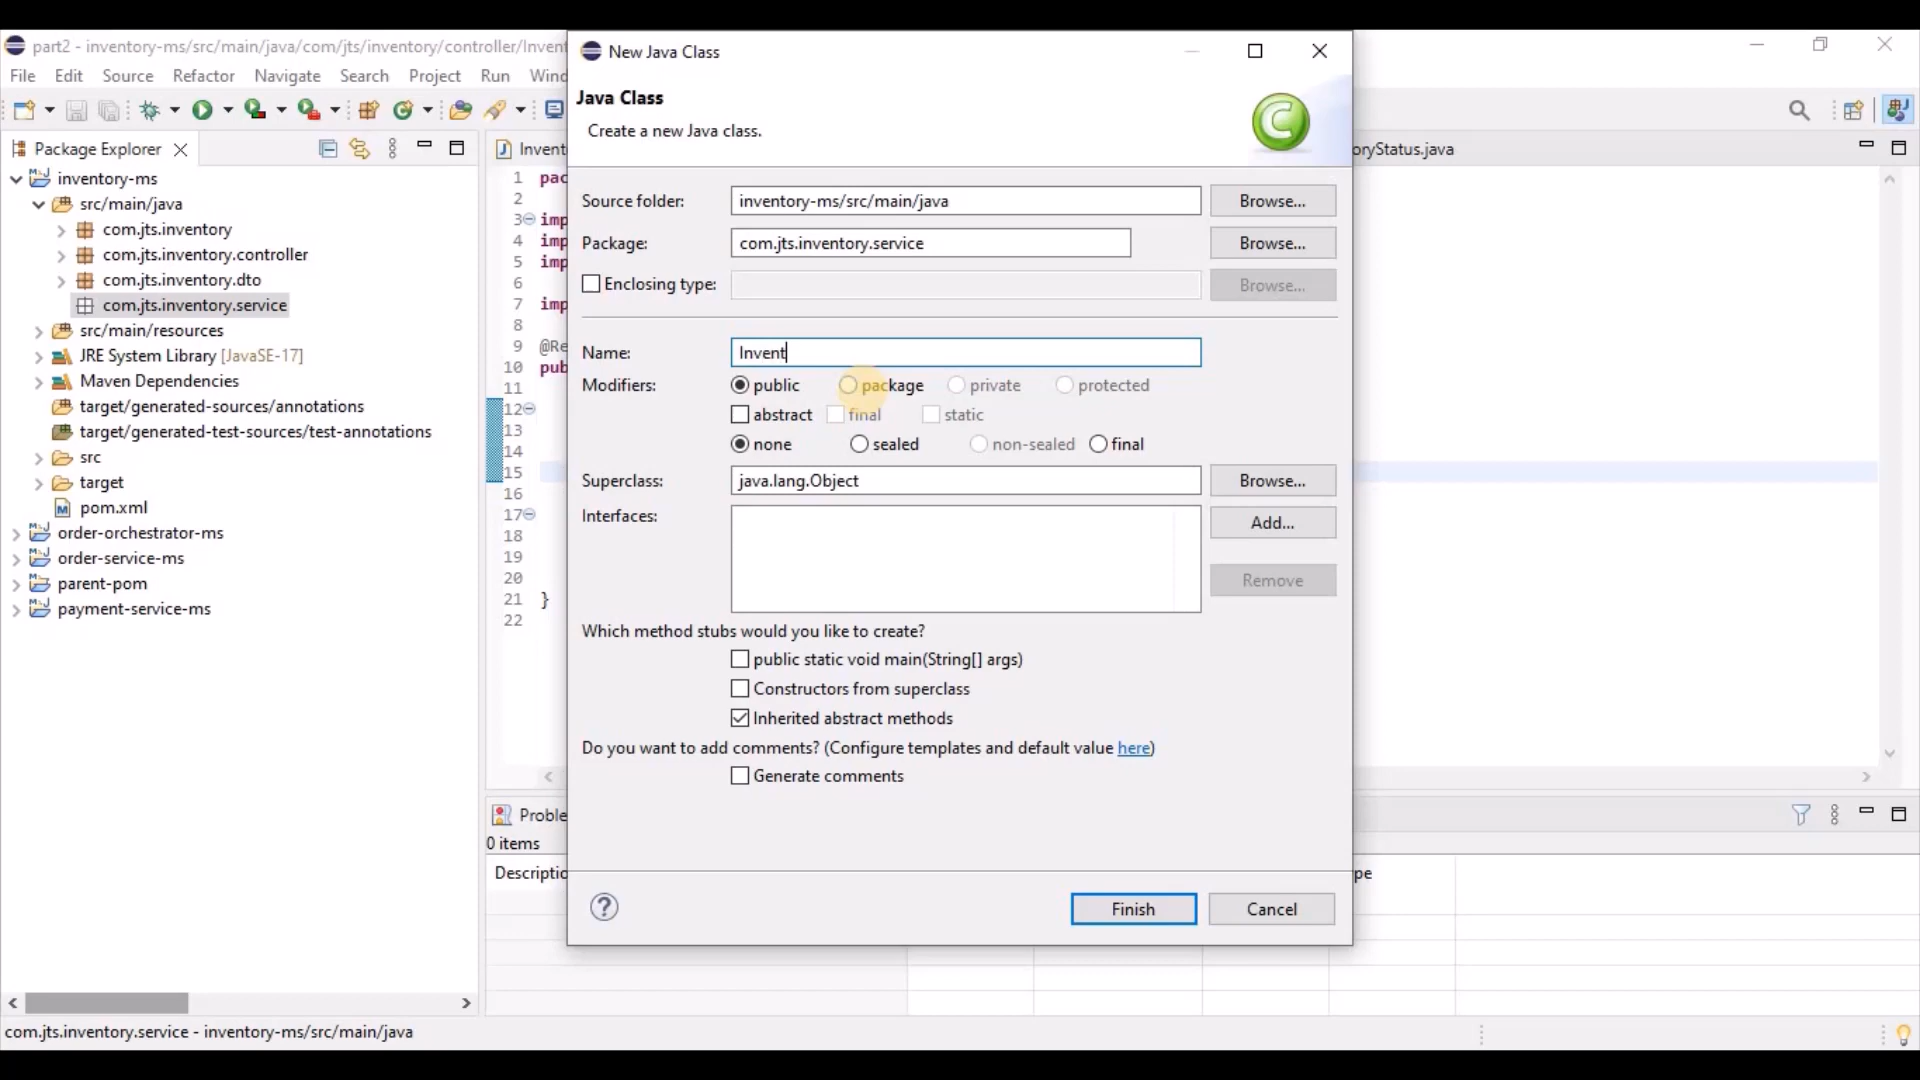 part2 - inventory-ms/src/main/java/com/jts/inventory/controller/Invent
File Edit Source Refactor Navigate Search Project Run Wind
Package Explorer
inventory-ms
src/main/java
com.jts.inventory
com.jts.inventory.controller
com.jts.inventory.dto
com.jts.inventory.service
src/main/resources
JRE System Library [JavaSE-17]
Maven Dependencies
target/generated-sources/annotations
target/generated-test-sources/test-annotations
src
target
pom.xml
order-orchestrator-ms
order-service-ms
parent-pom
payment-service-ms
Invent
oryStatus.java
1 pac
2
3 imp
4 imp
5 imp
6
7 imp
8
9 @Re
10 pub
11
12
13
14
15
16
17
18
19
20
21 }
22
New Java Class
Java Class
Create a new Java class.
C
Source folder: inventory-ms/src/main/java Browse...
Package: com.jts.inventory.service Browse...
Enclosing type: Browse...
Name: Invent
Modifiers: public package private protected
abstract final static
none sealed non-sealed final
Superclass: java.lang.Object Browse...
Interfaces: Add...
Remove
Which method stubs would you like to create?
public static void main(String[] args)
Constructors from superclass
Inherited abstract methods
Do you want to add comments? (Configure templates and default value here)
Generate comments
? Finish Cancel
Proble
0 items
Descriptio
pe
com.jts.inventory.service - inventory-ms/src/main/java